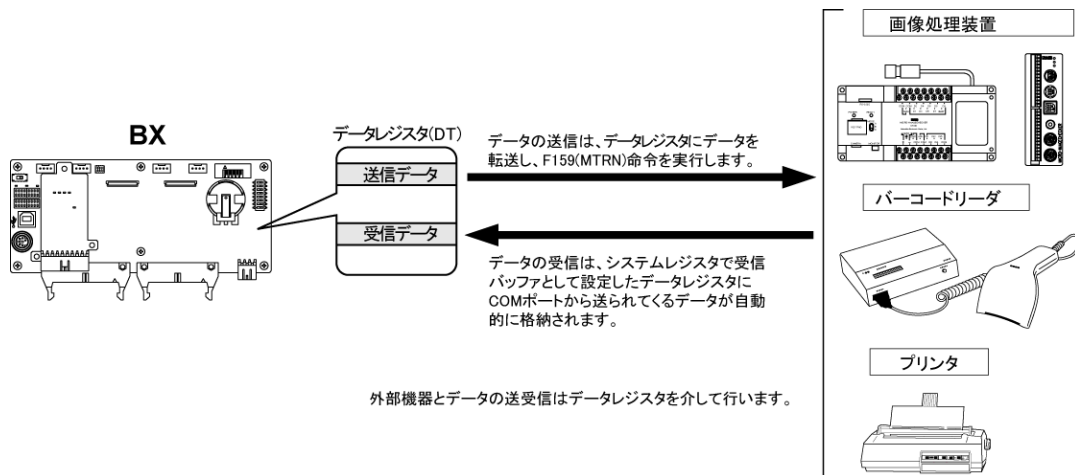 画像処理装置
BX
データレジスタ(DT)
データの送信は、データレジスタにデータを
転送し、F159(MTRN)命令を実行します。
送信データ
バーコードリーダ
受信データ
データの受信は、システムレジスタで受信
バッファとして設定したデータレジスタに
COMポートから送られてくるデータが自動
的に格納されます。
プリンタ
外部機器とデータの送受信はデータレジスタを介して行います。